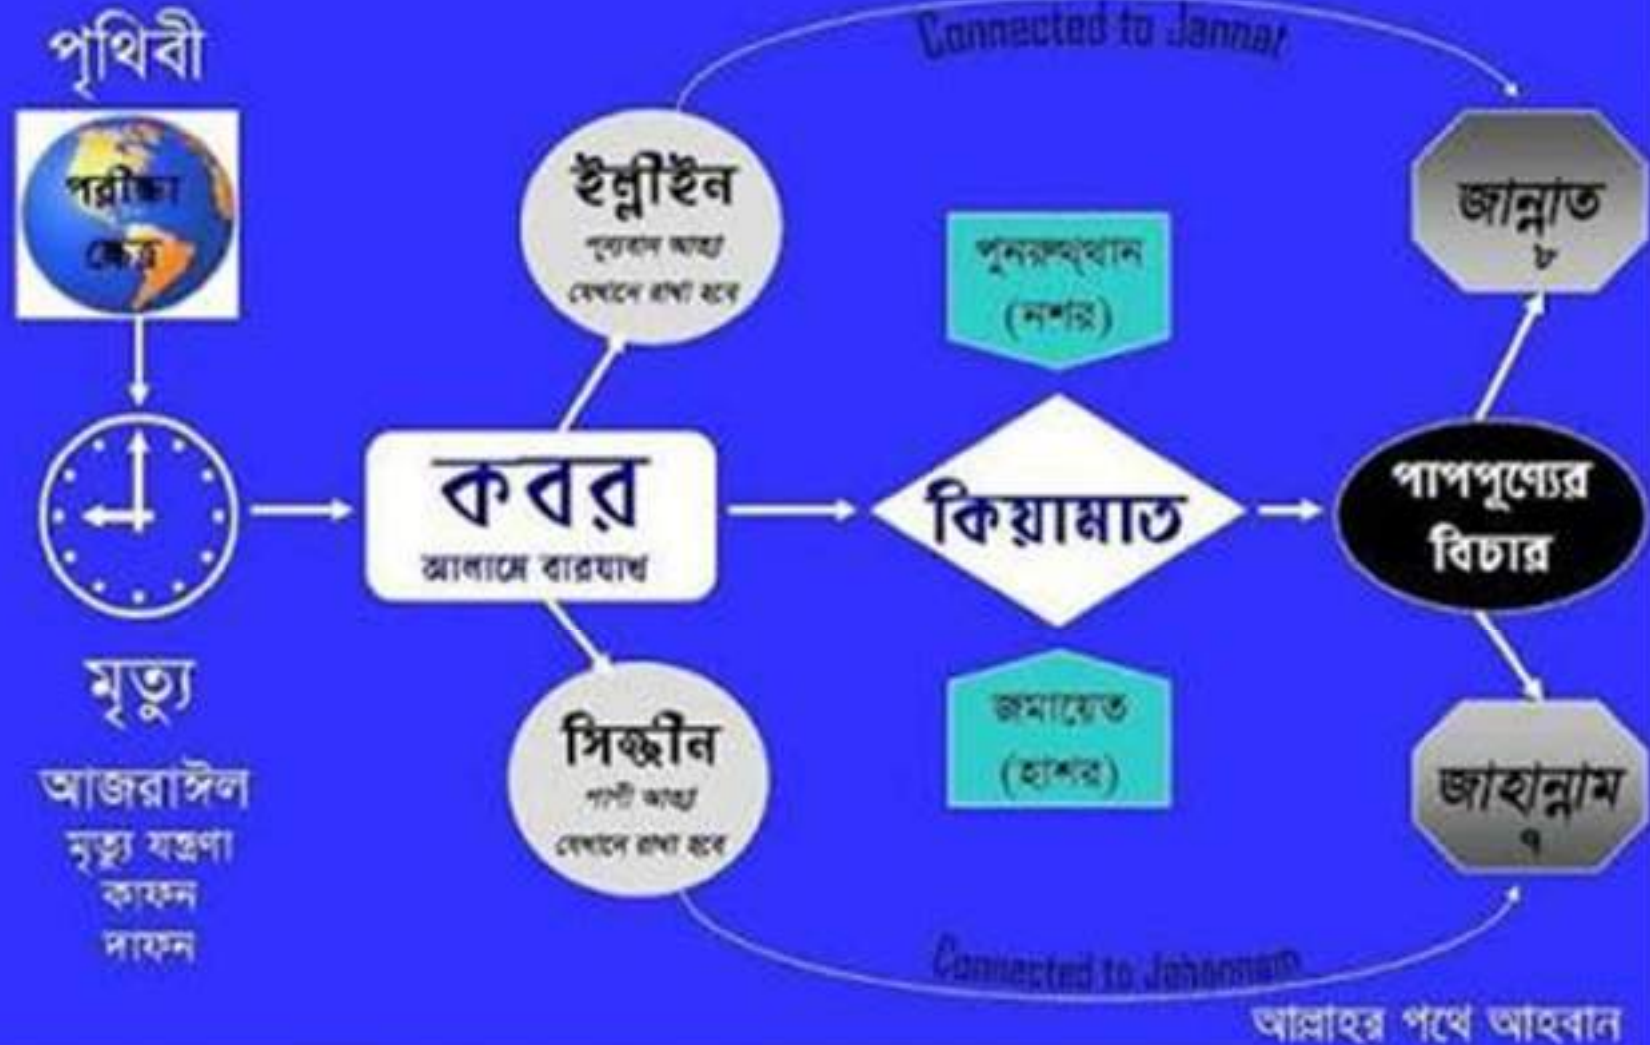 পৃথিবী
পরীক্ষা
ক্ষেত্র
মৃত্যু
আজরাঈল
মৃত্যু যন্ত্রণা
কাফন
দাফন
Connected to Jannat
ইল্লীইন
পূন্যবান আত্মা
যেখানে রাখা হবে
কবর
আলামে বারযাখ
সিজ্জীন
পাপী আত্মা
যেখানে রাখা হবে
পুনরুত্থান
(নশর)
কিয়ামাত
জমায়েত
(হাশর)
জান্নাত
৮
পাপপূণ্যের
বিচার
জাহান্নাম
৭
Connected to Jahannam
আল্লাহর পথে আহবান